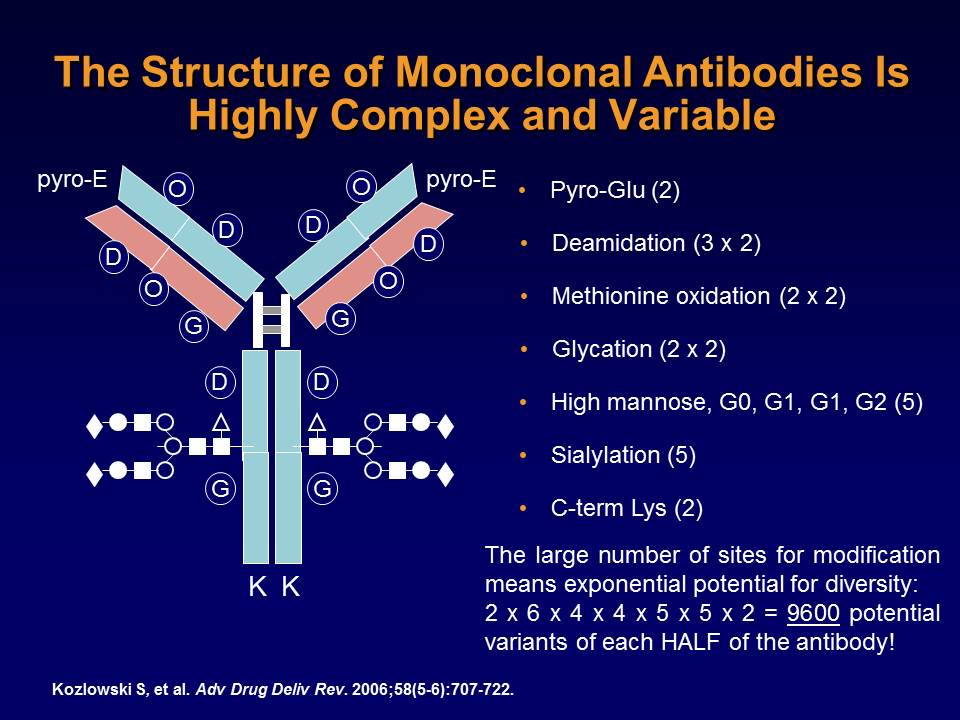 The Structure of Monoclonal Antibodies Is
Highly Complex and Variable
pyro-E
O
O
pyro-E
D
D
D
D
O
O
G
G
D
D
G
G
K K
• Pyro-Glu (2)
• Deamidation (3 x 2)
• Methionine oxidation (2 x 2)
• Glycation (2 x 2)
• High mannose, G0, G1, G1, G2 (5)
• Sialylation (5)
• C-term Lys (2)
The large number of sites for modification
means exponential potential for diversity:
2 x 6 x 4 x 4 x 5 x 5 x 2 = 9600 potential
variants of each HALF of the antibody!
Kozlowski S, et al. Adv Drug Deliv Rev. 2006;58(5-6):707-722.